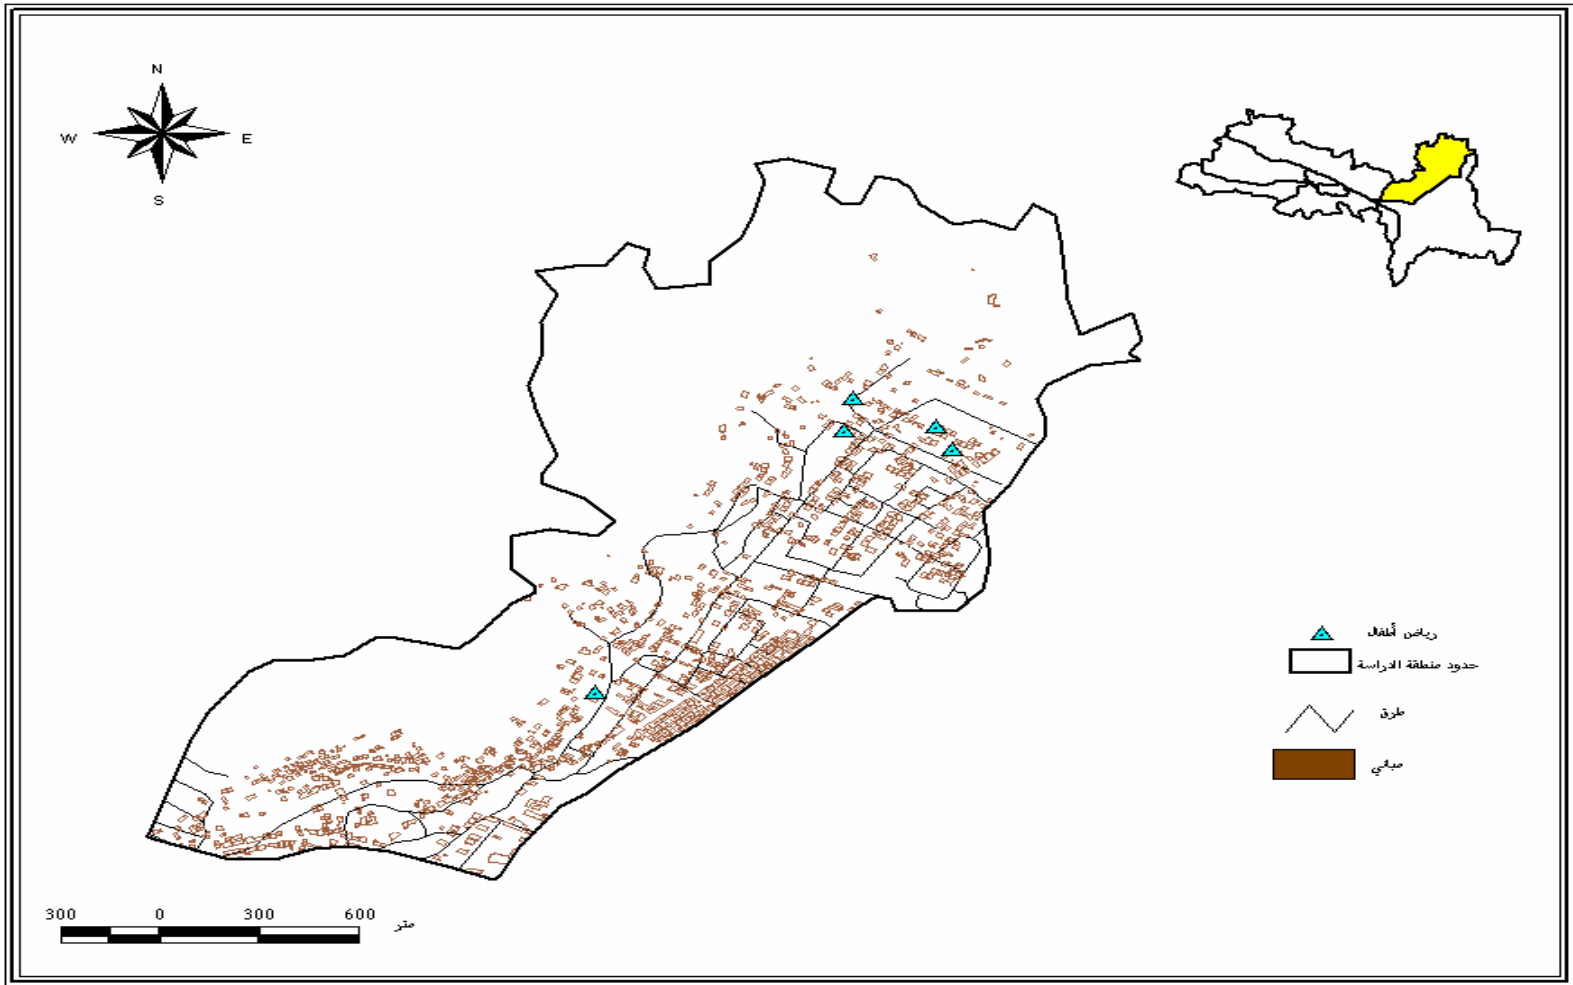 N
W E
S
رياض أطفال
حدود منطقة الدراسة
طرق
مباني
300 0 300 600 متر